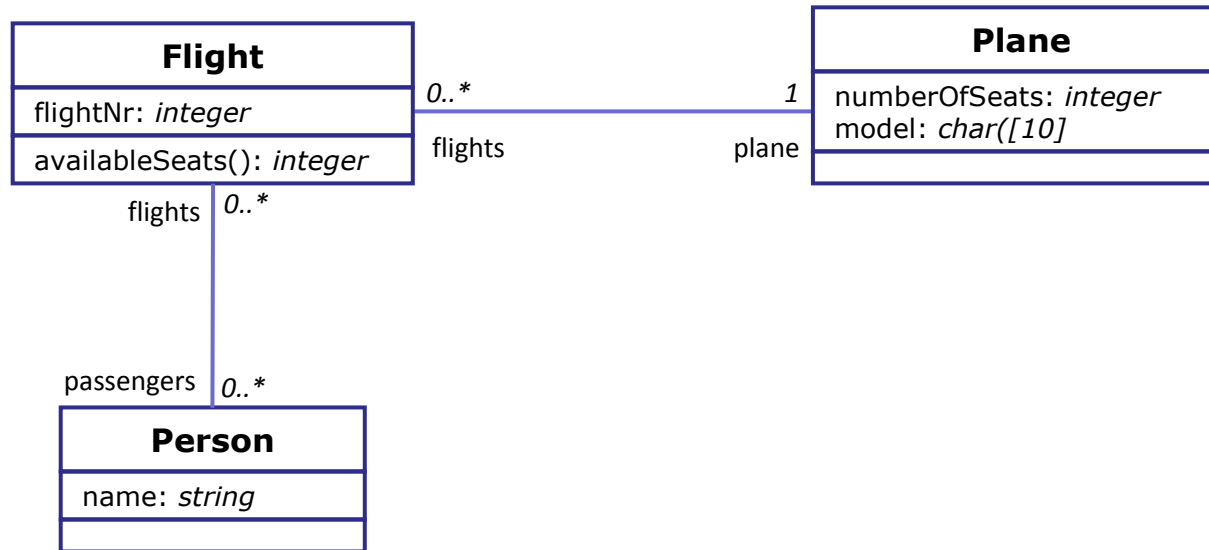 Flight
flightNr: integer
availableSeats(): integer
0..*
1
flights
plane
Plane
numberOfSeats: integer
model: char([10]
flights
0..*
passengers
0..*
Person
name: string